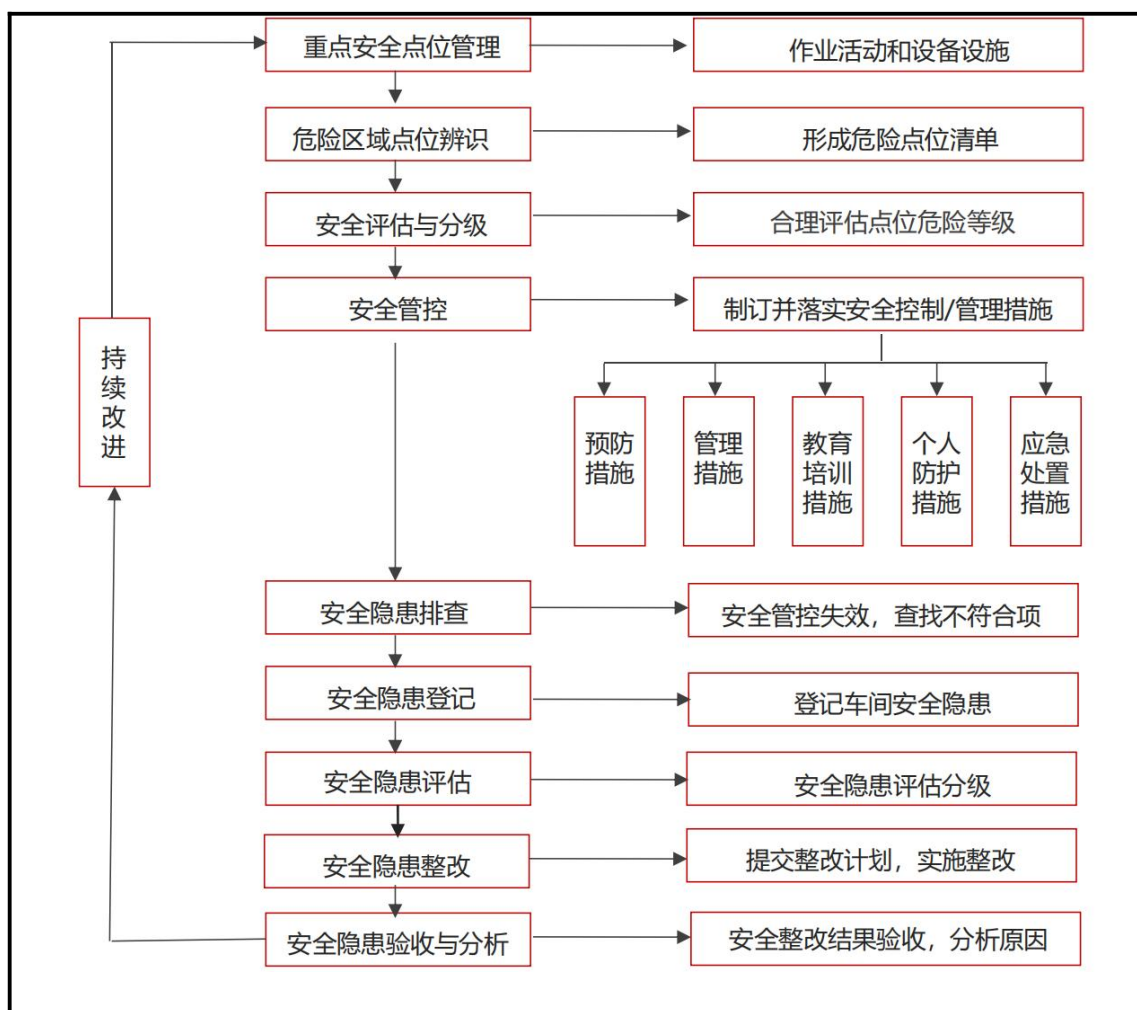 重点安全点位管理
作业活动和设备设施
危险区域点位辨识
形成危险点位清单
安全评估与分级
合理评估点位危险等级
安全管控
制订并落实安全控制/管理措施
持
续
改
进
预防
措施
管理
措施
教育
培训
措施
个人
防护
措施
应急
处置
措施
安全隐患排查
安全管控失效，查找不符合项
安全隐患登记
登记车间安全隐患
安全隐患评估
安全隐患评估分级
安全隐患整改
提交整改计划，实施整改
安全隐患验收与分析
安全整改结果验收，分析原因